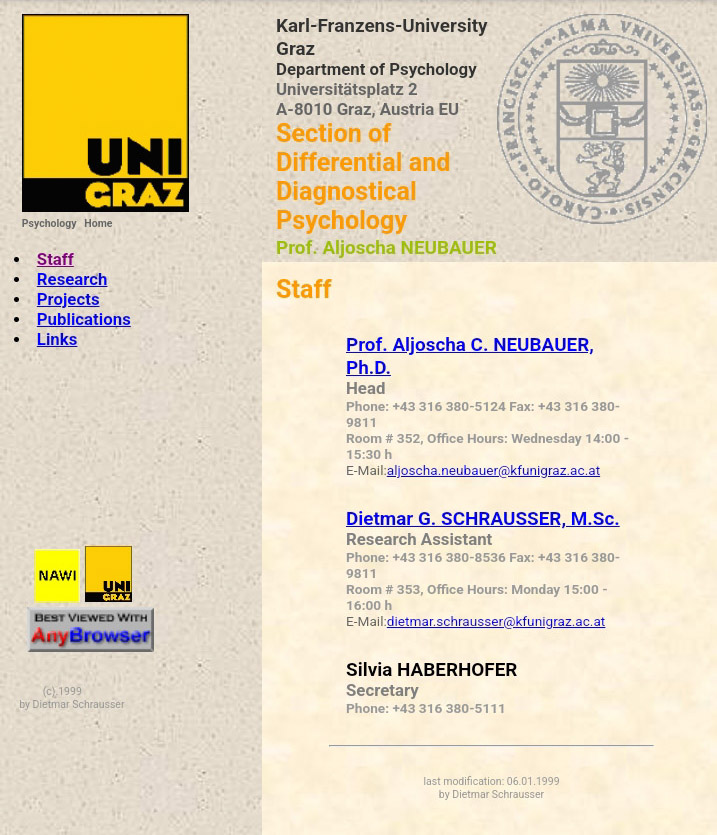 UNI
GRAZ
Psychology Home
Staff
Research
Projects
Publications
Links
NAWI
UNI
GRAZ
BEST VIEWED WITH
AnyBrowser
(c) 1999
by Dietmar Schrausser
Karl-Franzens-University
Graz
Department of Psychology
Universitätsplatz 2
A-8010 Graz, Austria EU
Section of
Differential and
Diagnostical
Psychology
Prof. Aljoscha NEUBAUER
CAROLO FRANCISCEA ALMA VNIVERSITAS GRAECENSIS
Staff
Prof. Aljoscha C. NEUBAUER,
Ph.D.
Head
Phone: +43 316 380-5124 Fax: +43 316 380-
9811
Room # 352, Office Hours: Wednesday 14:00 -
15:30 h
E-Mail:aljoscha.neubauer@kfunigraz.ac.at
Dietmar G. SCHRAUSSER, M.Sc.
Research Assistant
Phone: +43 316 380-8536 Fax: +43 316 380-
9811
Room # 353, Office Hours: Monday 15:00 -
16:00 h
E-Mail:dietmar.schrausser@kfunigraz.ac.at
Silvia HABERHOFER
Secretary
Phone: +43 316 380-5111
last modification: 06.01.1999
by Dietmar Schrausser